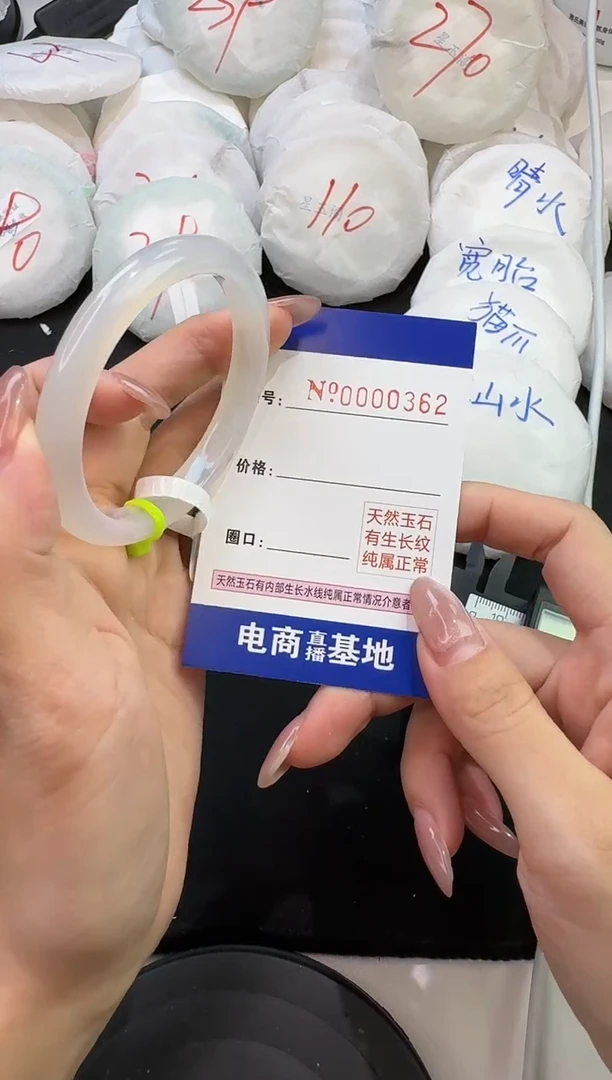 270
110
晴水
宽胎
猫爪
山水
号:
№0000362
价格:
圈口:
天然玉石
有生长纹
纯属正常
天然玉石有内部生长水线纯属正常情况介意者
电商直播基地